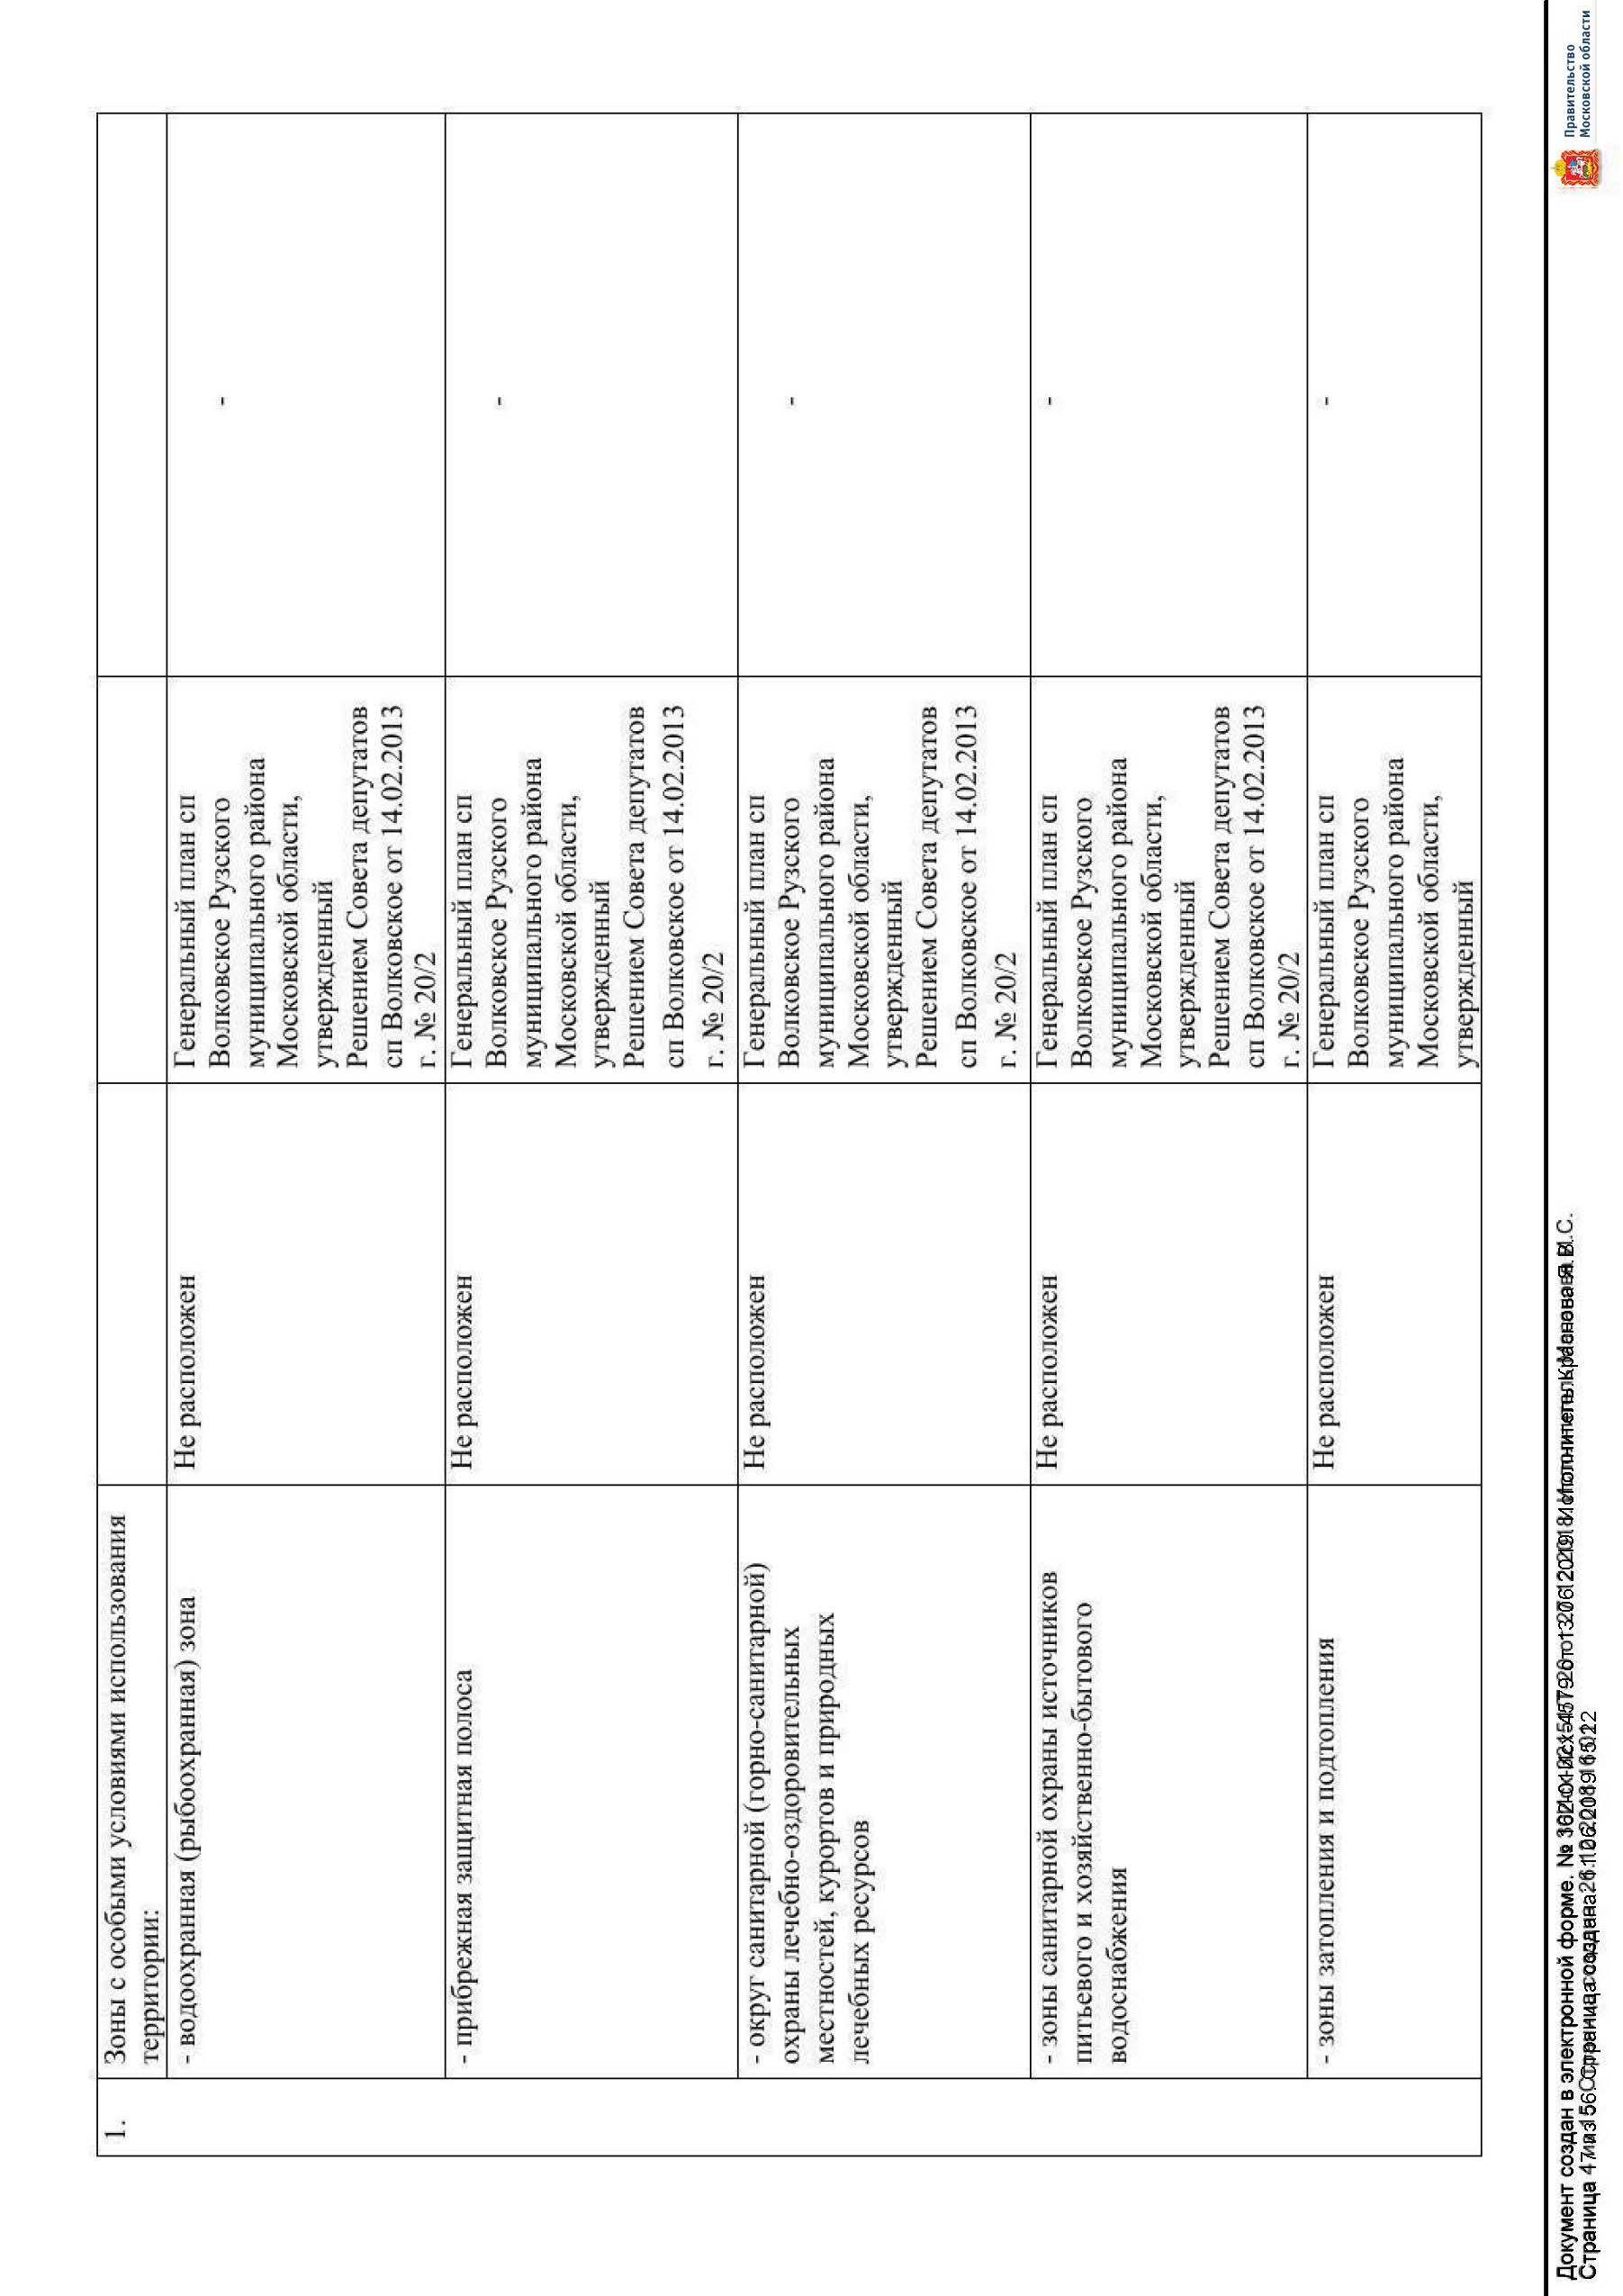 1.
Зоны с особыми условиями использования
территории:
- водоохранная (рыбоохранная) зона
Не расположен
Генеральный план сп
Волковское Рузского
муниципального района
Московской области,
утвержденный
Решением Совета депутатов
сп Волковское от 14.02.2013
г. № 20/2
-
- прибрежная защитная полоса
Не расположен
Генеральный план сп
Волковское Рузского
муниципального района
Московской области,
утвержденный
Решением Совета депутатов
сп Волковское от 14.02.2013
г. № 20/2
-
- округ санитарной (горно-санитарной)
охраны лечебно-оздоровительных
местностей, курортов и природных
лечебных ресурсов
Не расположен
Генеральный план сп
Волковское Рузского
муниципального района
Московской области,
утвержденный
Решением Совета депутатов
сп Волковское от 14.02.2013
г. № 20/2
-
- зоны санитарной охраны источников
питьевого и хозяйственно-бытового
водоснабжения
Не расположен
Генеральный план сп
Волковское Рузского
муниципального района
Московской области,
утвержденный
Решением Совета депутатов
сп Волковское от 14.02.2013
г. № 20/2
-
- зоны затопления и подтопления
Не расположен
Генеральный план сп
Волковское Рузского
муниципального района
Московской области,
утвержденный
-
Документ создан в электронной форме. №
Страница
Правительство
Московской области